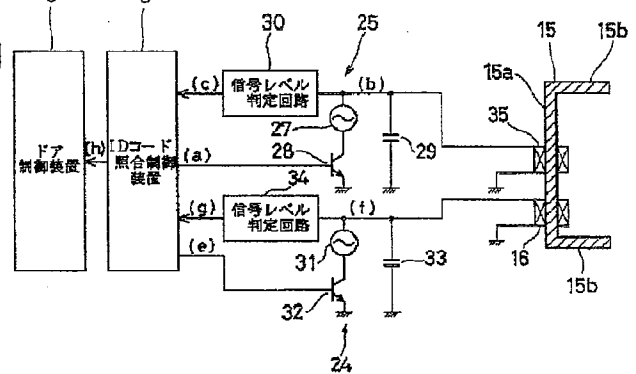 30
25
15
15b
15a
(c)
信号レベル
判定回路
(b)
35
27
ドア
制御装置
(h)
IDコード
照合制御
装置
(a)
28
29
34
(g)
信号レベル
判定回路
(f)
(e)
31
33
16
32
15b
24